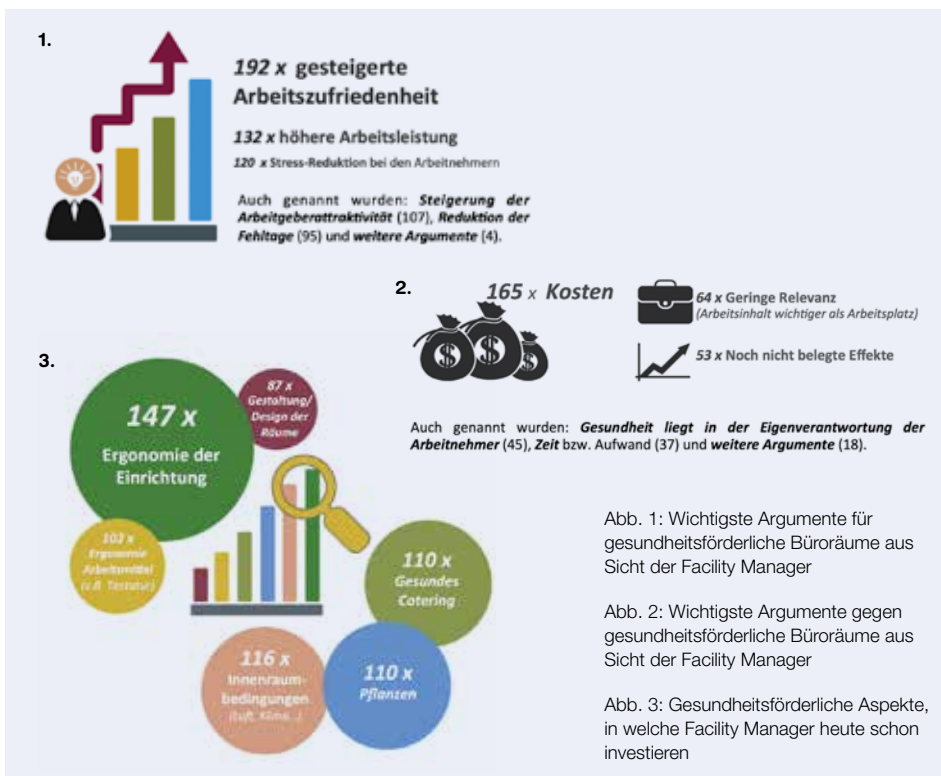 1.
192 x gesteigerte
Arbeitszufriedenheit
132 x höhere Arbeitsleistung
120 x Stress-Reduktion bei den Arbeitnehmern
Auch genannt wurden: Steigerung der
Arbeitgeberattraktivität (107), Reduktion der
Fehltage (95) und weitere Argumente (4).
2.
165 x Kosten
64 x Geringe Relevanz
(Arbeitsinhalt wichtiger als Arbeitsplatz)
53 x Noch nicht belegte Effekte
Auch genannt wurden: Gesundheit liegt in der Eigenverantwortung der
Arbeitnehmer (45), Zeit bzw. Aufwand (37) und weitere Argumente (18).
3.
147 x
Ergonomie der
Einrichtung
87 x
Gestaltung/
Design der
Räume
Ergonomie
Arbeitsmittel
(z.B. Tastatur)
110 x
Gesundes
Catering
116 x
Innenraum-
bedingungen
(Luft, Klima...)
110 x
Pflanzen
Abb. 1: Wichtigste Argumente für
gesundheitsförderliche Büroräume aus
Sicht der Facility Manager
Abb. 2: Wichtigste Argumente gegen
gesundheitsförderliche Büroräume aus
Sicht der Facility Manager
Abb. 3: Gesundheitsförderliche Aspekte,
in welche Facility Manager heute schon
investieren